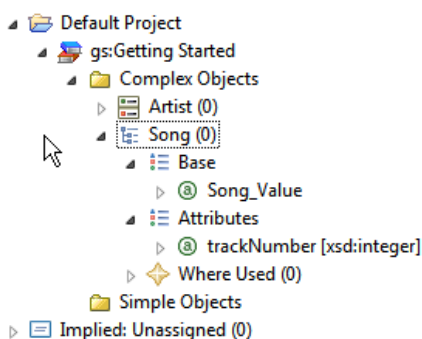 Default Project
gs:Getting Started
Complex Objects
Artist (0)
Song (0)
Base
Song_Value
Attributes
trackNumber [xsd:integer]
Where Used (0)
Simple Objects
Implied: Unassigned (0)